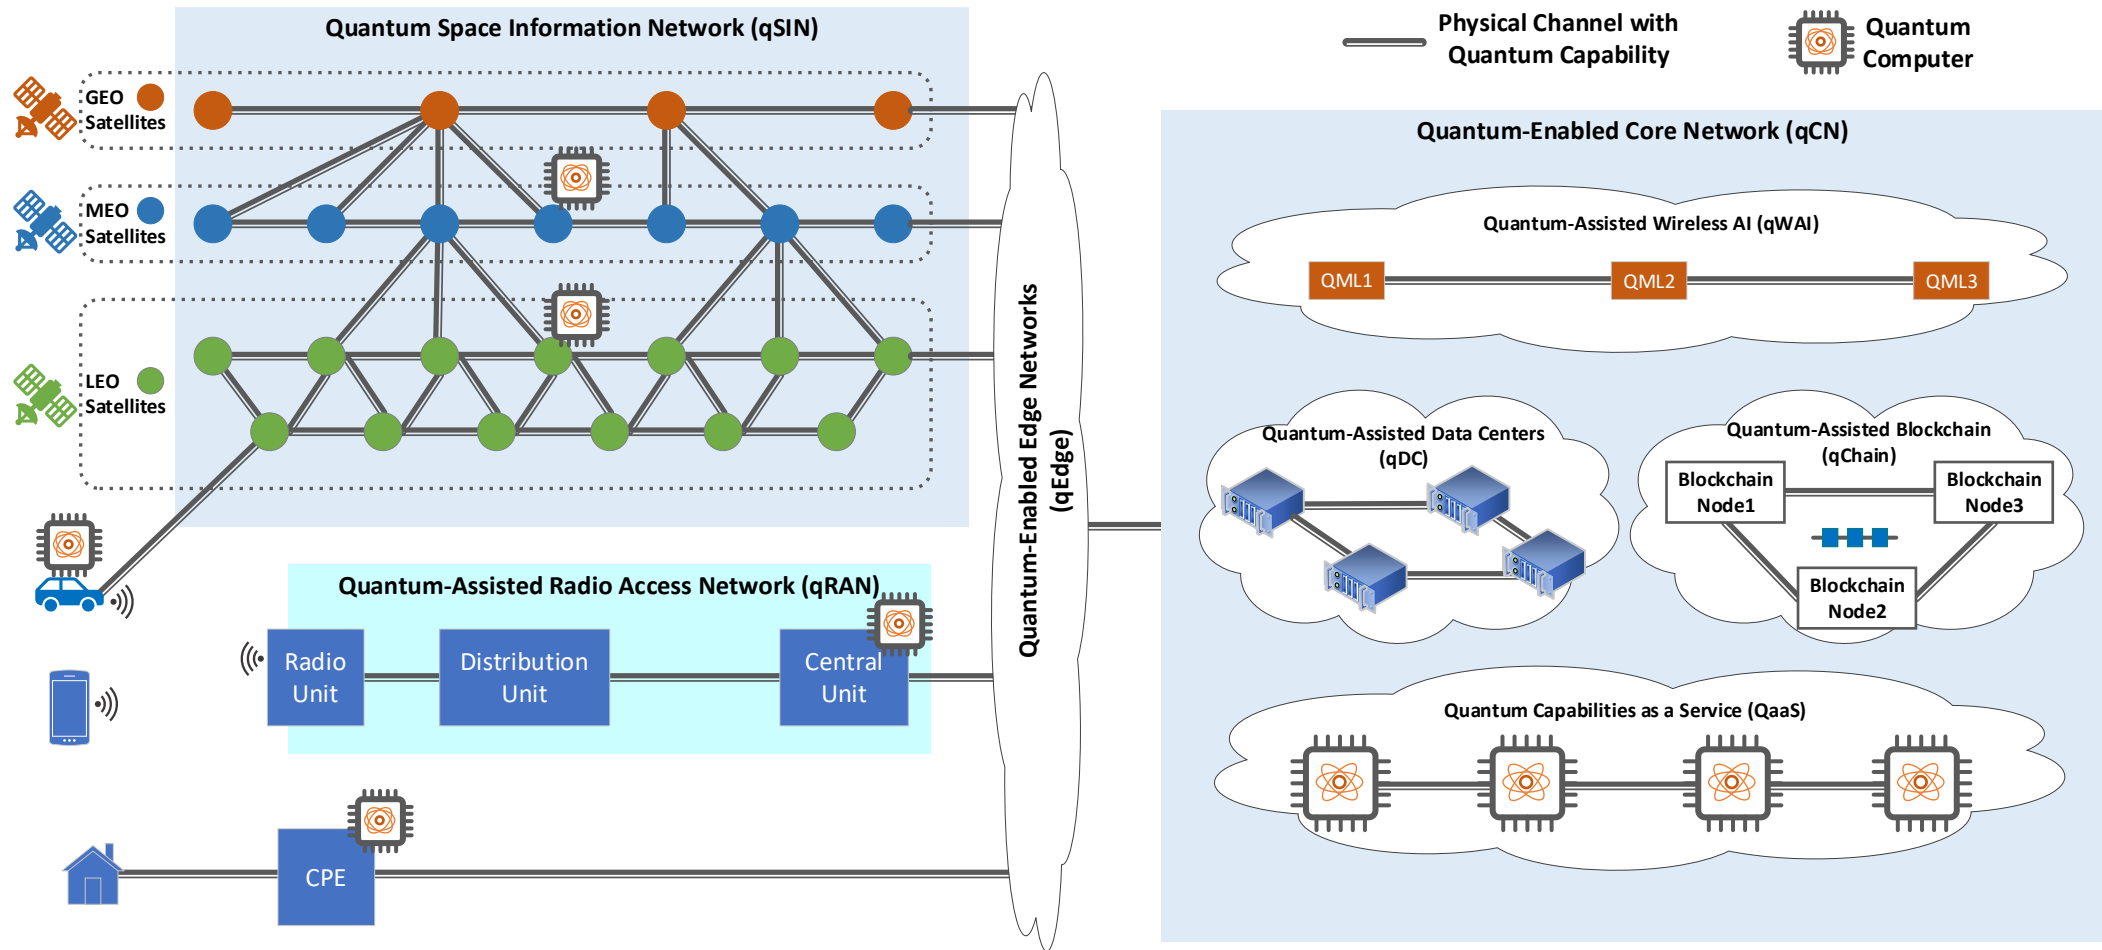 Quantum Space Information Network (qSIN)
GEO
Satellites
MEO
Satellites
LEO
Satellites
Quantum-Assisted Radio Access Network (qRAN)
Radio
Unit
Distribution
Unit
Central
Unit
CPE
Quantum-Enabled Edge Networks
(qEdge)
Physical Channel with
Quantum Capability
Quantum
Computer
Quantum-Enabled Core Network (qCN)
Quantum-Assisted Wireless AI (qWAI)
QML1
QML2
QML3
Quantum-Assisted Data Centers
(qDC)
Quantum-Assisted Blockchain
(qChain)
Blockchain
Node1
Blockchain
Node3
Blockchain
Node2
Quantum Capabilities as a Service (QaaS)